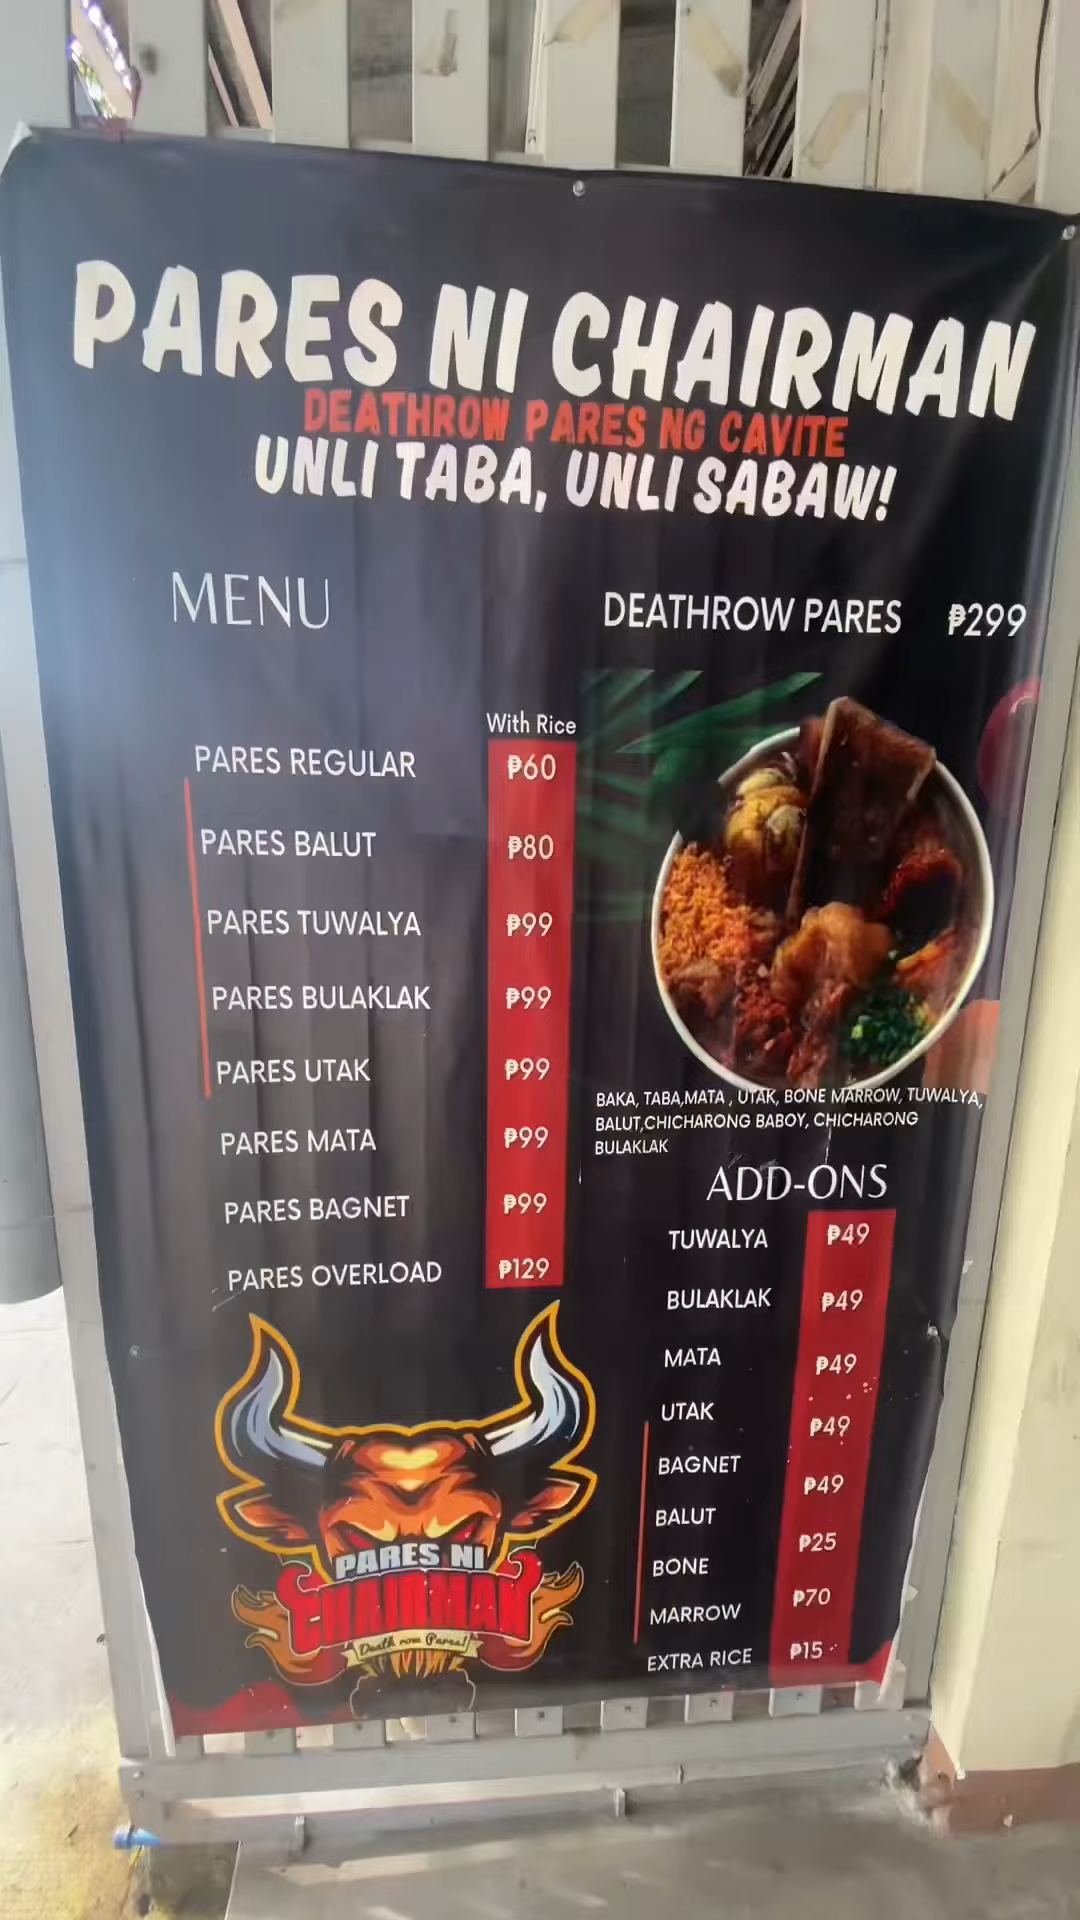 PARES NI CHAIRMAN
DEATHROW PARES NG CAVITE
UNLI TABA, UNLI SABAW!
MENU
With Rice
PARES REGULAR ₱60
PARES BALUT ₱80
PARES TUWALYA ₱99
PARES BULAKLAK ₱99
PARES UTAK ₱99
PARES MATA ₱99
PARES BAGNET ₱99
PARES OVERLOAD ₱129
DEATHROW PARES ₱299
BAKA, TABA,MATA , UTAK, BONE MARROW, TUWALYA,
BALUT,CHICHARONG BABOY, CHICHARONG
BULAKLAK
ADD-ONS
TUWALYA ₱49
BULAKLAK ₱49
MATA ₱49
UTAK ₱49
BAGNET ₱49
BALUT ₱25
BONE
MARROW ₱70
EXTRA RICE ₱15
PARES NI
CHAIRMAN
Death row Pares!